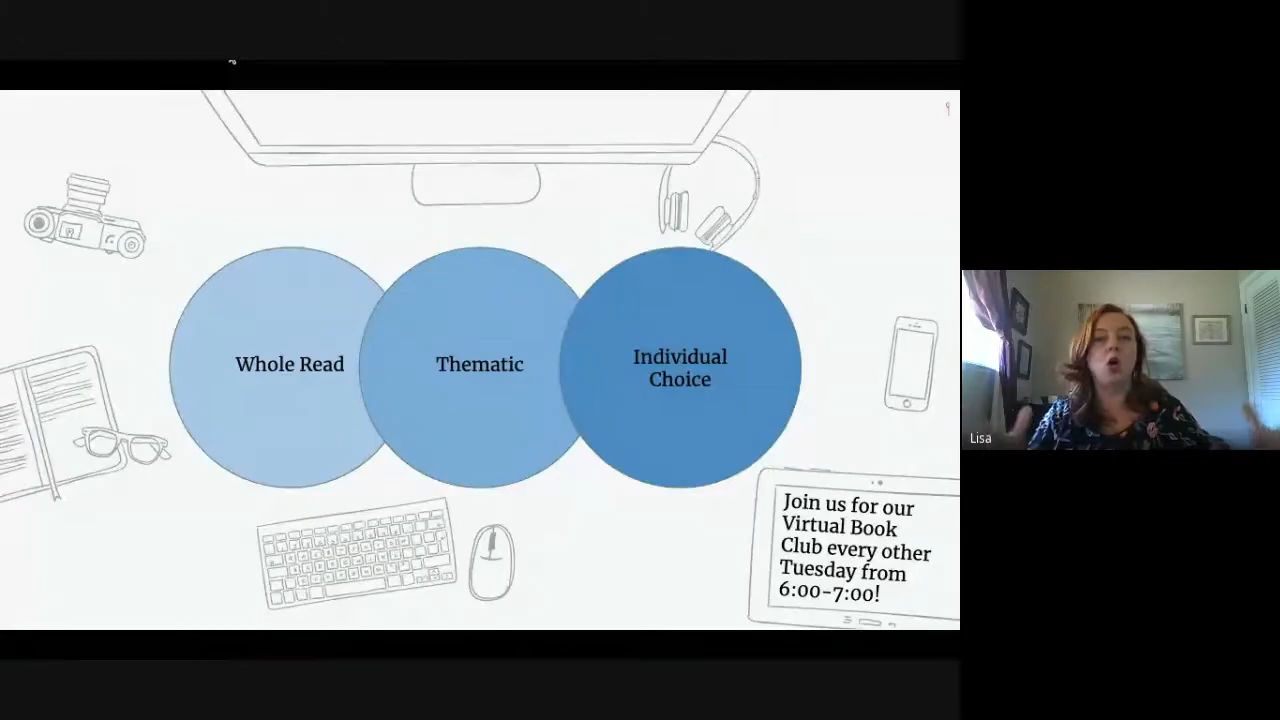 Whole Read
Thematic
Individual
Choice
Join us for our
Virtual Book
Club every other
Tuesday from
6:00-7:00!
Lisa